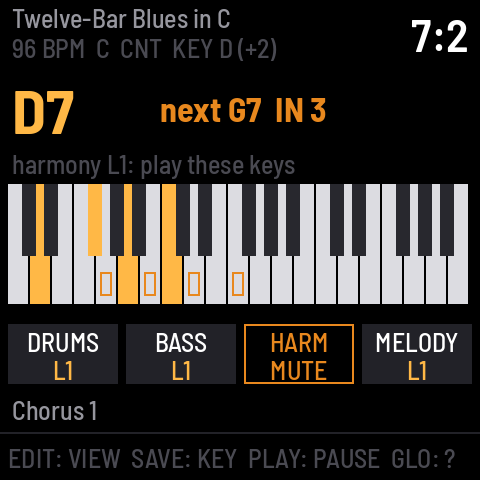 Twelve-Bar Blues in C
96 BPM C CNT KEY D (+2)
7:2
D7
next G7 IN 3
harmony L1: play these keys
DRUMS L1
BASS L1
HARM MUTE
MELODY L1
Chorus 1
EDIT: VIEW SAVE: KEY PLAY: PAUSE GLO: ?